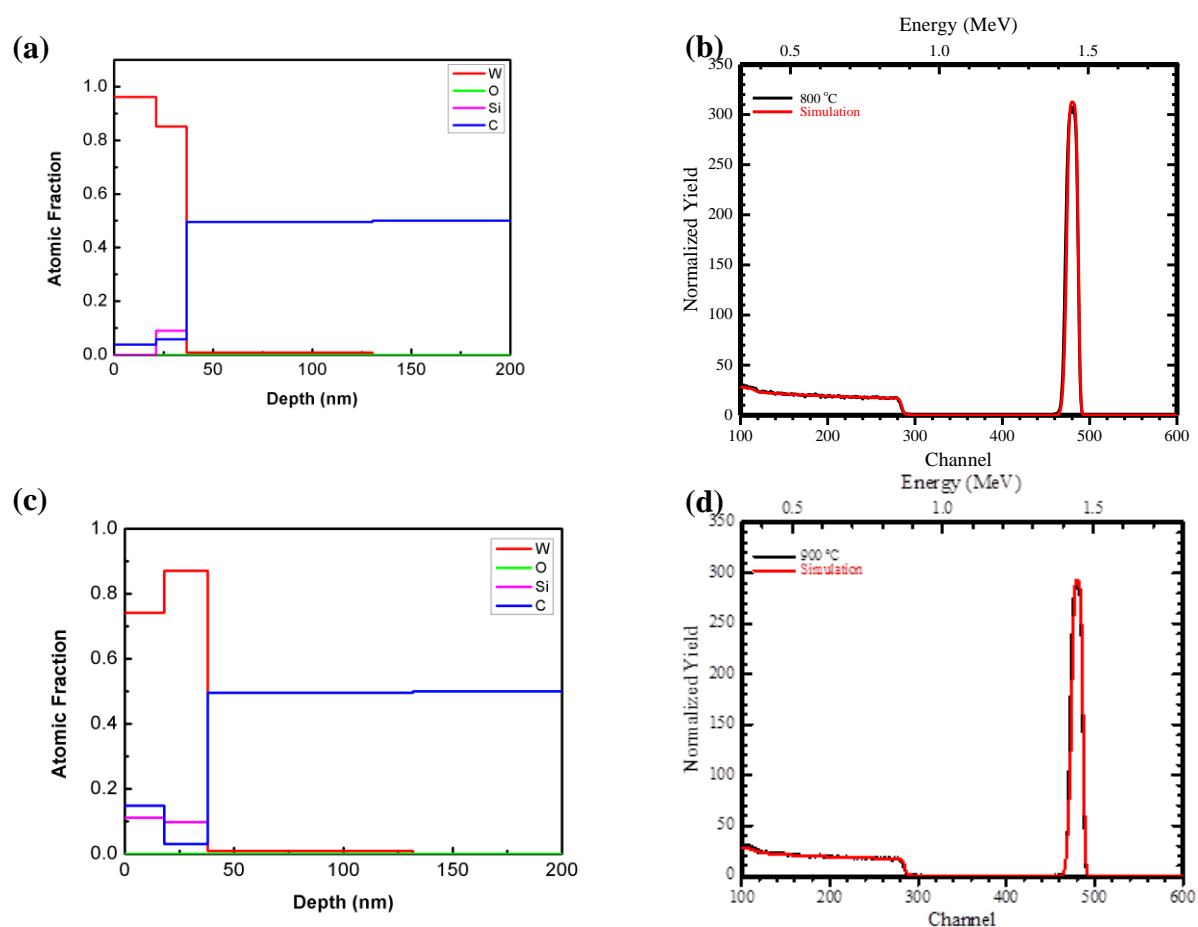 (a)
1.0
0.8
0.6
0.4
0.2
0.0
Atomic Fraction
W
O
Si
C
0 50 100 150 200
Depth (nm)
(b)
Energy (MeV)
0.5 1.0 1.5
350
300
250
200
150
100
50
0
Normalized Yield
800 °C
Simulation
100 200 300 400 500 600
Channel
(c)
1.0
0.8
0.6
0.4
0.2
0.0
Atomic Fraction
W
O
Si
C
0 50 100 150 200
Depth (nm)
(d)
Energy (MeV)
0.5 1.0 1.5
350
300
250
200
150
100
50
0
Normalized Yield
900 °C
Simulation
100 200 300 400 500 600
Channel